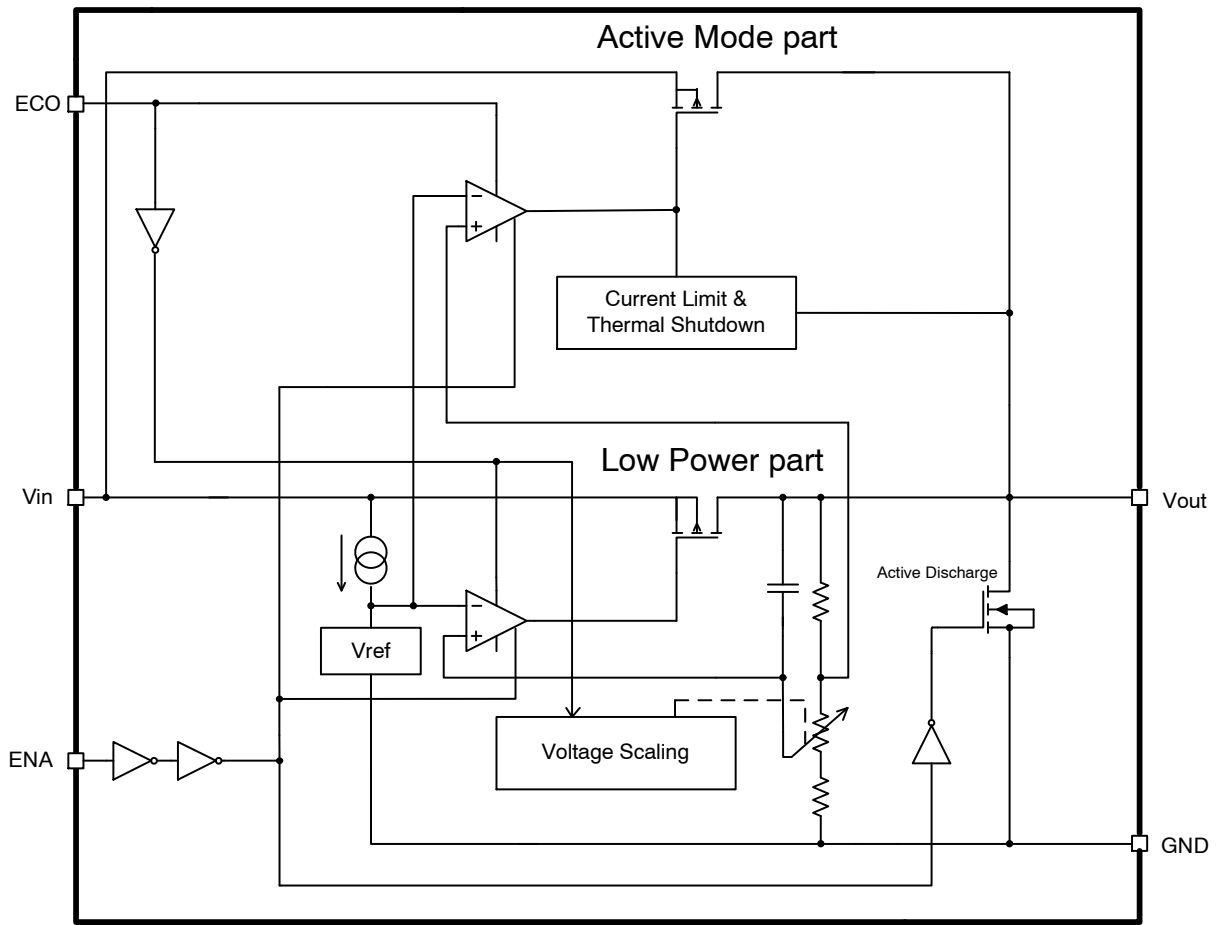 Active Mode part
ECO
−
+
Current Limit &
Thermal Shutdown
Low Power part
Vin
Vout
Active Discharge
−
+
Vref
Voltage Scaling
ENA
GND